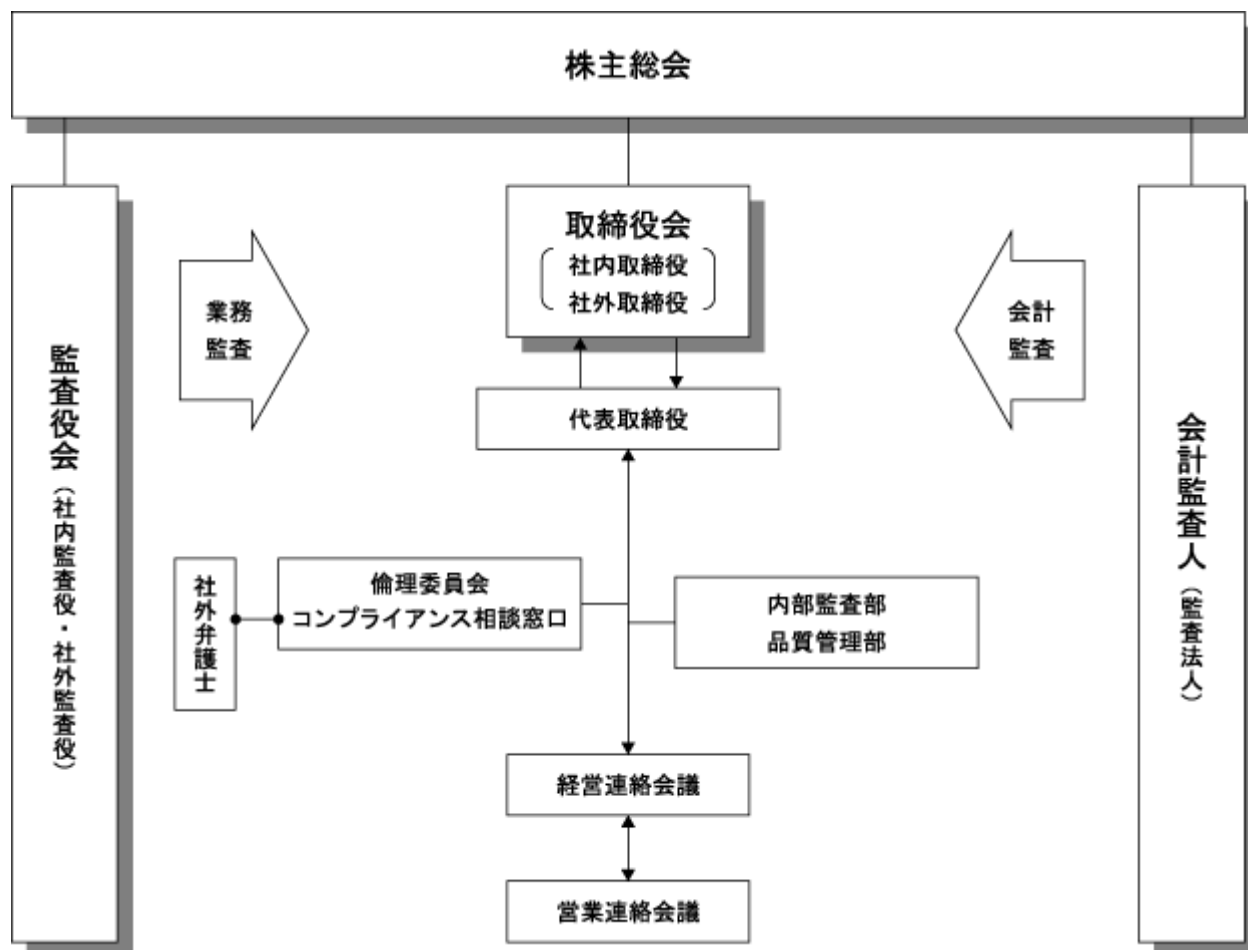 株主総会
取締役会
社内取締役
社外取締役
業務
監査
会計
監査
監査役会（社内監査役・社外監査役）
会計監査人（監査法人）
代表取締役
社外弁護士
倫理委員会
コンプライアンス相談窓口
内部監査部
品質管理部
経営連絡会議
営業連絡会議